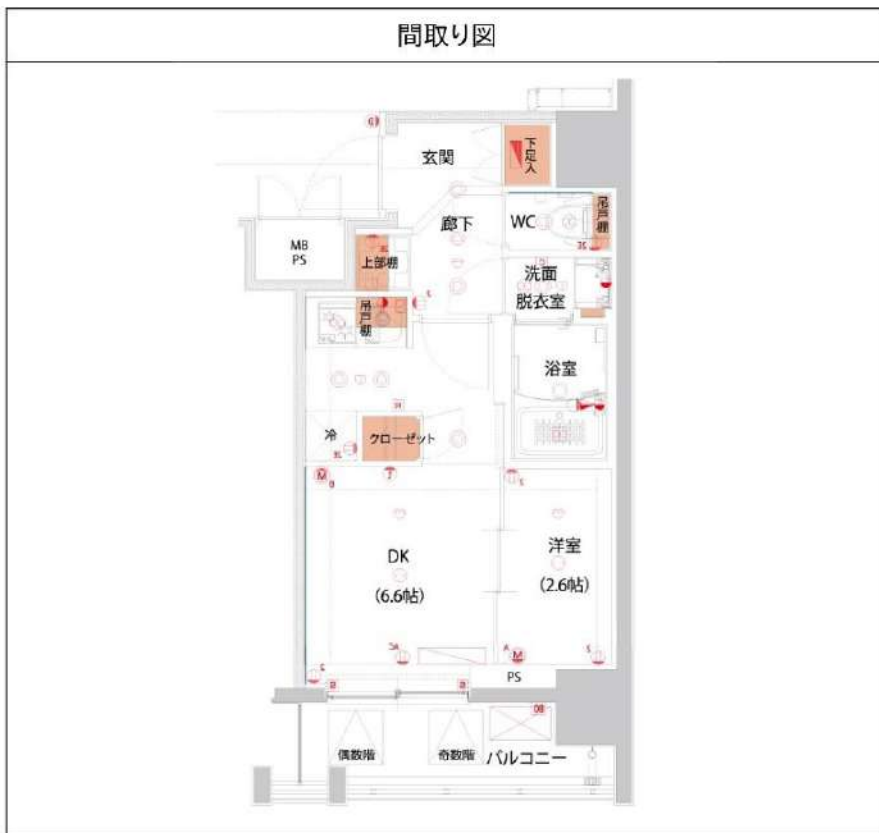 間取り図
玄関
下足入
廊下
WC
吊戸棚
MB
PS
上部棚
洗面
脱衣室
吊戸棚
浴室
冷
クローゼット
DK
(6.6帖)
洋室
(2.6帖)
PS
偶数階
奇数階
バルコニー